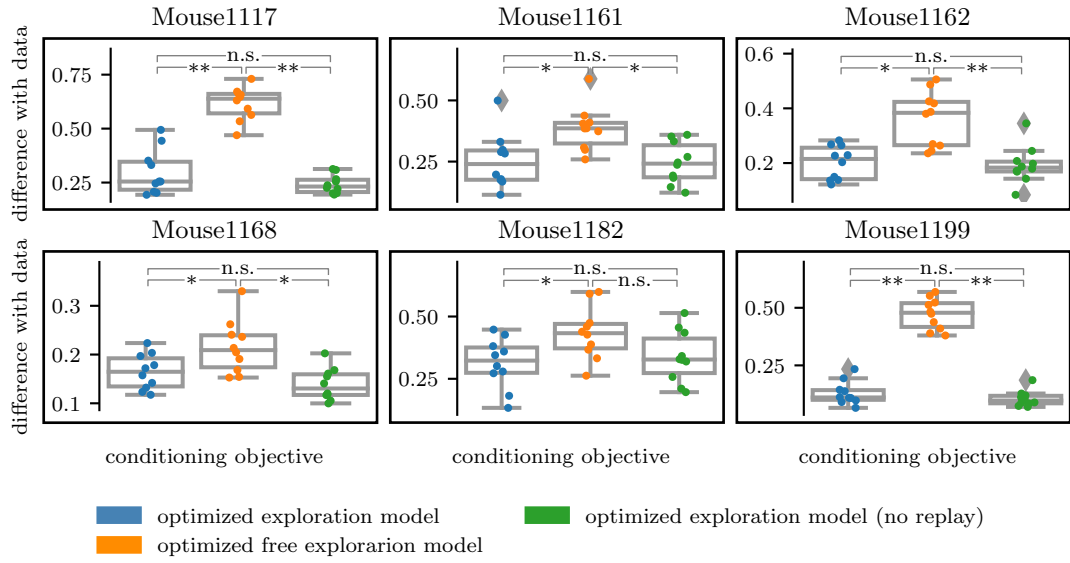 Mouse1117
Mouse1161
Mouse1162
difference with data
0.75
0.50
0.25
n.s.
** **
0.50
0.25
n.s.
* *
0.6
0.4
0.2
n.s.
* **
Mouse1168
Mouse1182
Mouse1199
difference with data
0.3
0.2
0.1
n.s.
* *
0.50
0.25
n.s.
* n.s.
0.50
0.25
n.s.
** **
conditioning objective
conditioning objective
conditioning objective
optimized exploration model
optimized exploration model (no replay)
optimized free explorarion model